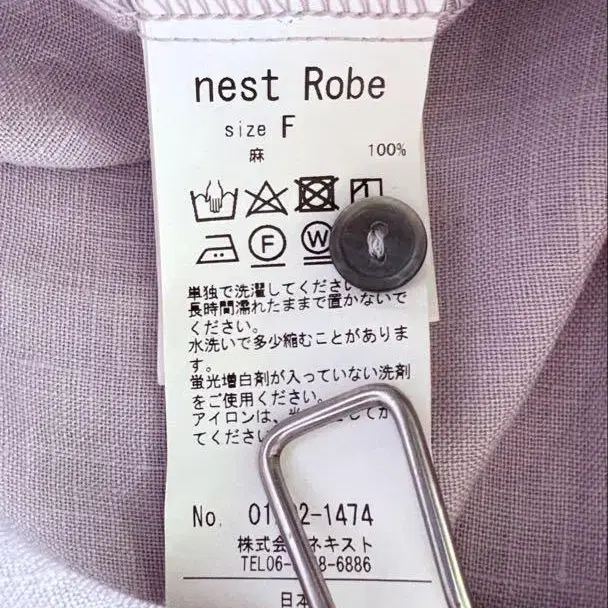 nest Robe
size F
麻 100%
F W
単独で洗濯してください
長時間濡れたままで置かないで
ください。
水洗いで多少縮むことがありま
す。
蛍光増白剤が入っていない洗剤
をご使用ください。
アイロンは、
てください
No. 01 2-1474
株式会 ネキスト
TEL06- 8-6886
日本